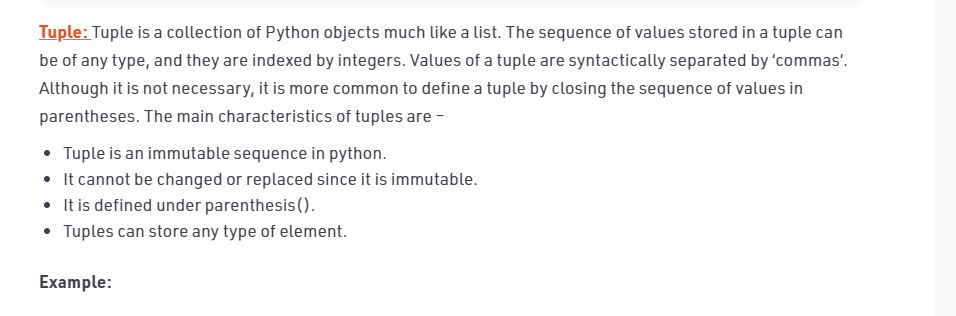 Tuple: Tuple is a collection of Python objects much like a list. The sequence of values stored in a tuple can
be of any type, and they are indexed by integers. Values of a tuple are syntactically separated by ‘commas’.
Although it is not necessary, it is more common to define a tuple by closing the sequence of values in
parentheses. The main characteristics of tuples are –
• Tuple is an immutable sequence in python.
• It cannot be changed or replaced since it is immutable.
• It is defined under parenthesis().
• Tuples can store any type of element.
Example: